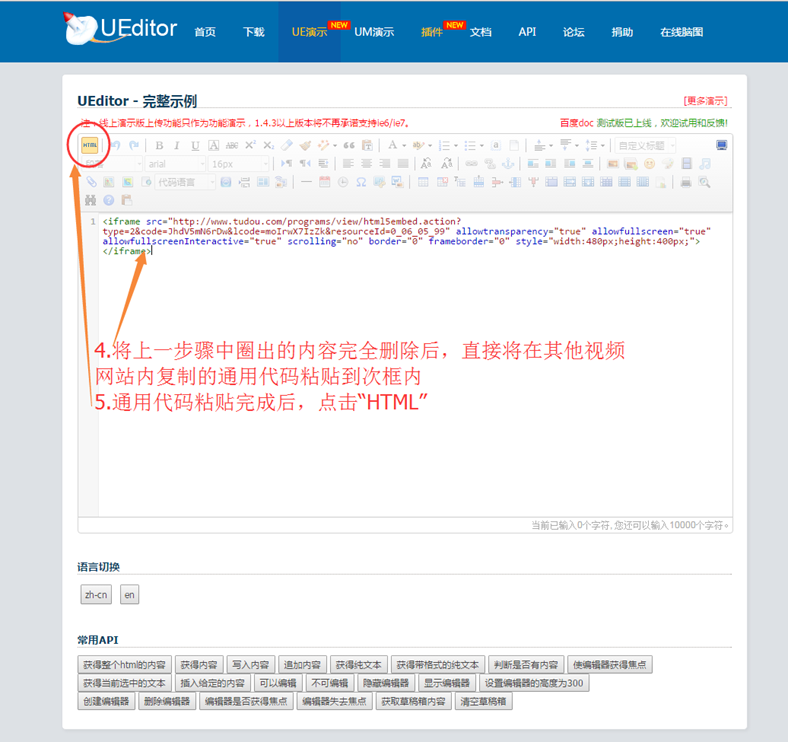 UEditor
首页 下载 UE演示 NEW UM演示 插件 NEW 文档 API 论坛 捐助 在线脑图
UEditor - 完整示例
[更多演示]
注：线上演示版上传功能只作为功能演示，1.4.3以上版本将不再承诺支持ie6/ie7。
百度doc 测试版已上线，欢迎试用和反馈!
HTML
自定义标题
arial 16px
代码语言
1 <iframe src="http://www.tudou.com/programs/view/html5embed.action?
type=2&code=JhdV5mN6rDw&lcode=moIrwX7IzZk&resourceId=0_06_05_99" allowtransparency="true" allowfullscreen="true"
allowfullscreenInteractive="true" scrolling="no" border="0" frameborder="0" style="width:480px;height:400px;">
</iframe>
4.将上一步骤中圈出的内容完全删除后，直接将在其他视频
网站内复制的通用代码粘贴到次框内
5.通用代码粘贴完成后，点击“HTML”
当前已输入0个字符, 您还可以输入10000个字符。
语言切换
zh-cn en
常用API
获得整个html的内容 获得内容 写入内容 追加内容 获得纯文本 获得带格式的纯文本 判断是否有内容 使编辑器获得焦点
获得当前选中的文本 插入给定的内容 可以编辑 不可编辑 隐藏编辑器 显示编辑器 设置编辑器的高度为300
创建编辑器 删除编辑器 编辑器是否获得焦点 编辑器失去焦点 获取草稿箱内容 清空草稿箱